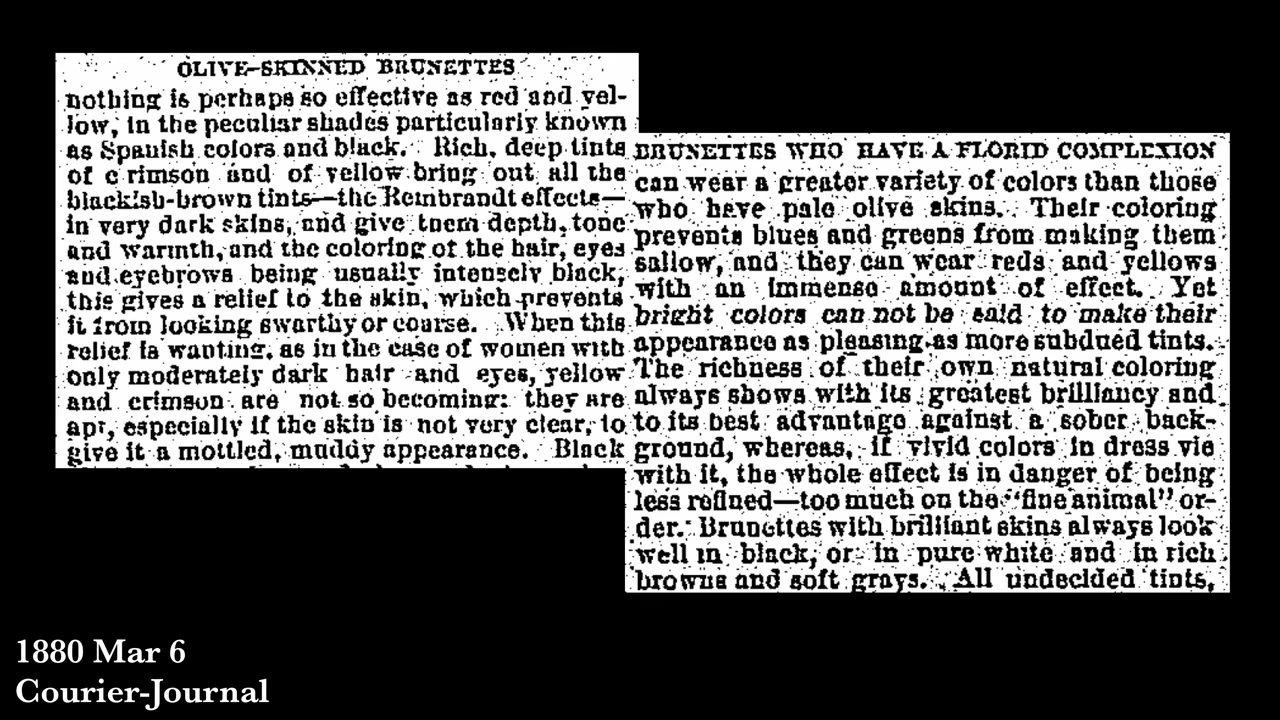 OLIVE-SKINNED BRUNETTES
nothing is perhaps so effective as red and yel-
low, in the peculiar shades particularly known
as Spanish colors and black. Rich, deep tints
of crimson and of yellow bring out all the
blackish-brown tints—the Rembrandt effects—
in very dark skins, and give them depth, tone
and warmth, and the coloring of the hair, eyes
and eyebrows being usually intensely black,
this gives a relief to the skin, which prevents
it from looking swarthy or coarse. When this
relief is wanting, as in the case of women with
only moderately dark hair and eyes, yellow
and crimson are not so becoming; they are
apt, especially if the skin is not very clear, to
give it a mottled, muddy appearance. Black
BRUNETTES WHO HAVE A FLORID COMPLEXION
can wear a greater variety of colors than those
who have pale olive skins. Their coloring
prevents blues and greens from making them
sallow, and they can wear reds and yellows
with an immense amount of effect. Yet
bright colors can not be said to make their
appearance as pleasing as more subdued tints.
The richness of their own natural coloring
always shows with its greatest brilliancy and
to its best advantage against a sober back-
ground, whereas, if vivid colors in dress vie
with it, the whole effect is in danger of being
less refined—too much on the "fine animal" or-
der. Brunettes with brilliant skins always look
well in black, or in pure white and in rich
browns and soft grays. All undecided tints,
1880 Mar 6
Courier-Journal